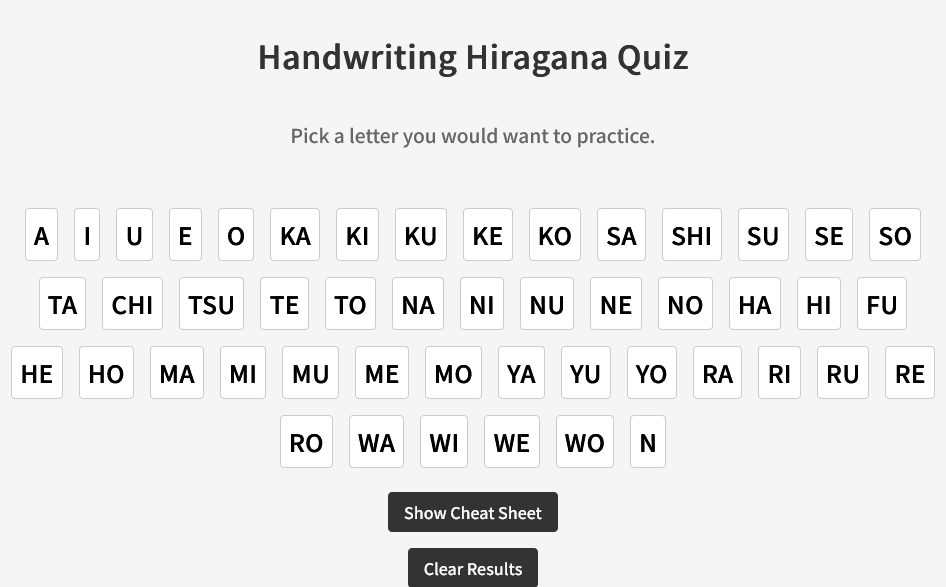 Handwriting Hiragana Quiz
Pick a letter you would want to practice.
A I U E O KA KI KU KE KO SA SHI SU SE SO
TA CHI TSU TE TO NA NI NU NE NO HA HI FU
HE HO MA MI MU ME MO YA YU YO RA RI RU RE
RO WA WI WE WO N
Show Cheat Sheet
Clear Results